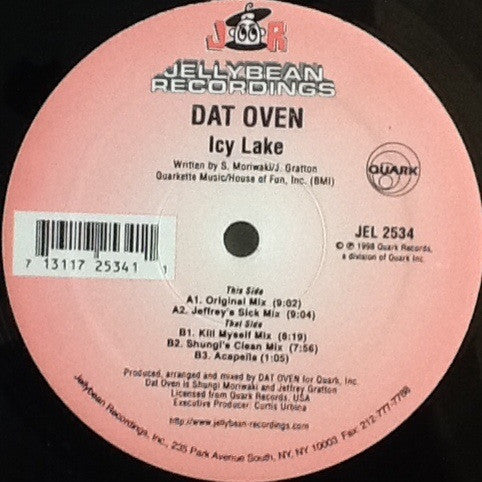 J R
JELLYBEAN
RECORDINGS
DAT OVEN
Icy Lake
Written by S. Moriwaki/J. Gratton
Quarkette Music/House of Fun, Inc. (BMI)
QUARK
JEL 2534
© ℗ 1998 Quark Records,
a division of Quark Inc.
7 13117 25341 1
This Side
A1. Original Mix (9:02)
A2. Jeffrey's Sick Mix (9:04)
That Side
B1. Kill Myself Mix (8:19)
B2. Shungi's Clean Mix (7:56)
B3. Acapella (1:05)
Produced, arranged and mixed by DAT OVEN for Quark, Inc.
Dat Oven is Shungi Moriwaki and Jeffrey Gratton
Licensed from Quark Records, USA
Executive Producer: Curtis Urbina
http://www.jellybean-recordings.com
Jellybean Recordings, Inc., 235 Park Avenue South, NY, NY 10003 Fax: 212-777-7788